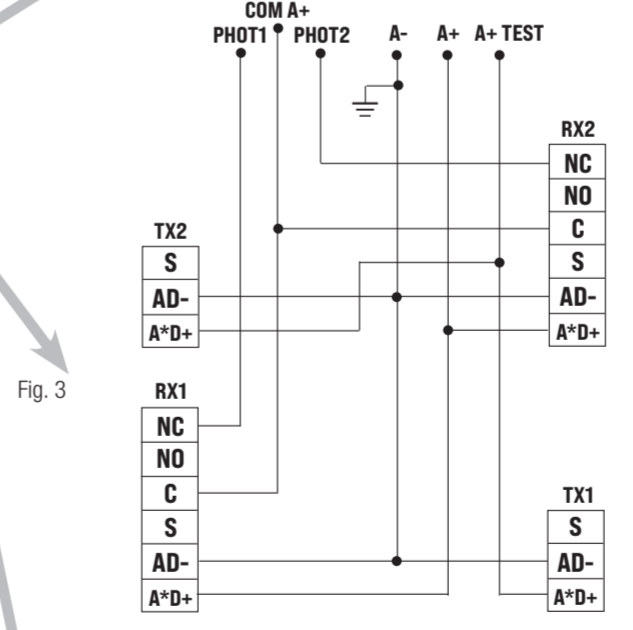 COM A+
PHOT1 PHOT2 A- A+ A+ TEST
RX2
NC
NO
C
S
AD-
A*D+
TX2
S
AD-
A*D+
Fig. 3
RX1
NC
NO
C
S
AD-
A*D+
TX1
S
AD-
A*D+